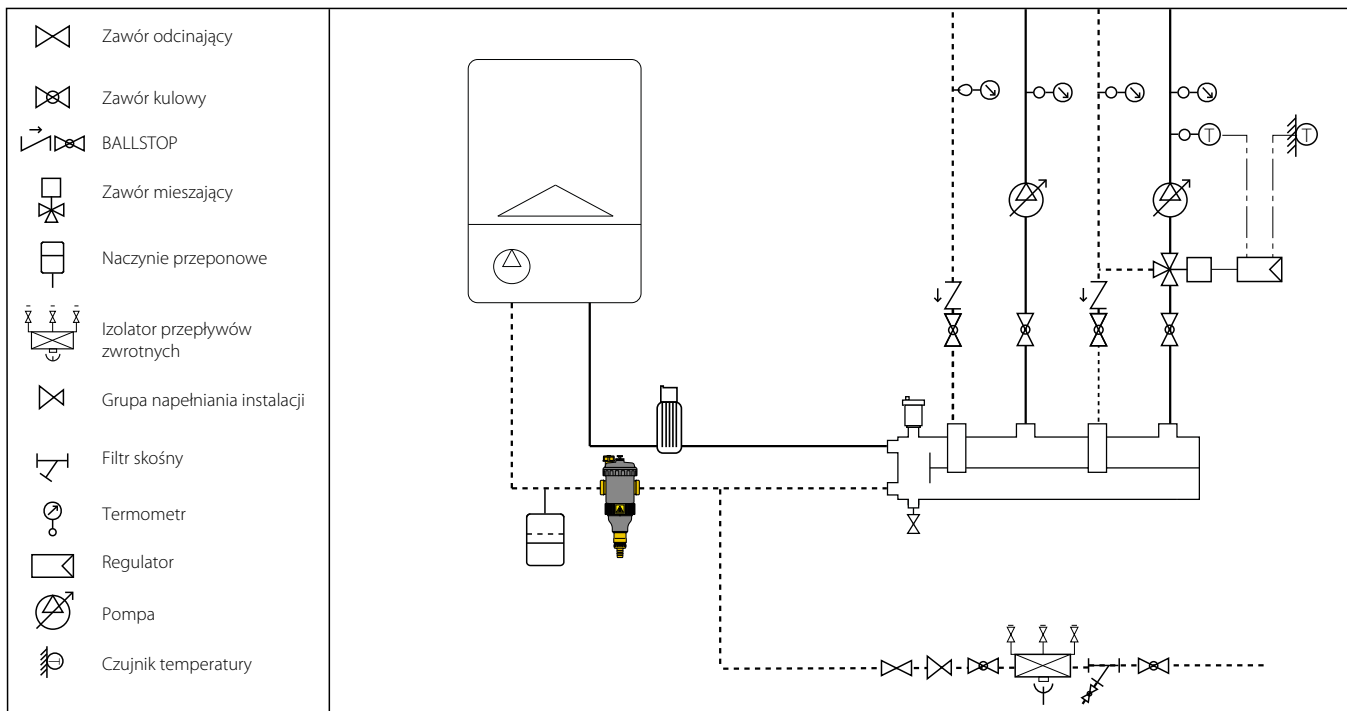 Zawór odcinający
Zawór kulowy
BALLSTOP
Zawór mieszający
Naczynie przeponowe
Izolator przepływów
zwrotnych
Grupa napełniania instalacji
Filtr skośny
Termometr
Regulator
Pompa
Czujnik temperatury
T
T